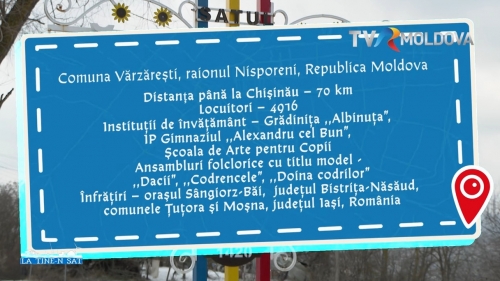 SATUL
TVR MOLDOVA
Comuna Vărzărești, raionul Nisporeni, Republica Moldova
Distanța până la Chișinău – 70 km
Locuitori – 4916
Instituții de învățământ – Grădinița ,,Albinuța”,
IP Gimnaziul ,,Alexandru cel Bun”,
Școala de Arte pentru Copii
Ansambluri folclorice cu titlu model -
,,Dacii”, ,,Codrencele”, ,,Doina codrilor”
Înfrățiri – orașul Sângiorz-Băi, județul Bistrița-Năsăud,
comunele Țuțora și Moșna, județul Iași, România
1420
LA TINE-N SAT